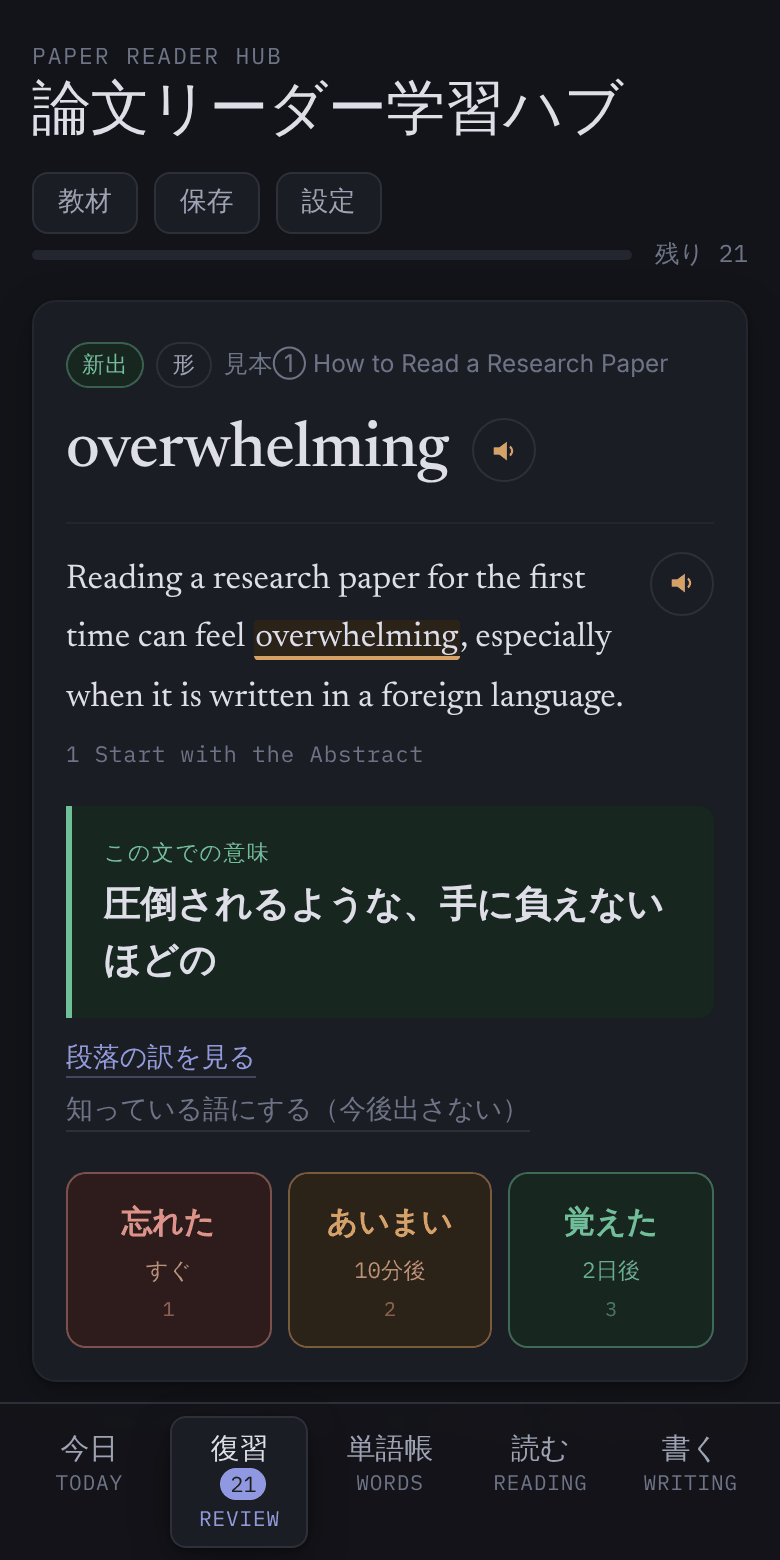 PAPER READER HUB
論文リーダー学習ハブ
教材 保存 設定
残り 21
新出 形 見本① How to Read a Research Paper
overwhelming
Reading a research paper for the first
time can feel overwhelming, especially
when it is written in a foreign language.
1 Start with the Abstract
この文での意味
圧倒されるような、手に負えない
ほどの
段落の訳を見る
知っている語にする（今後出さない）
忘れた あいまい 覚えた
すぐ 10分後 2日後
1 2 3
今日 復習 単語帳 読む 書く
21
TODAY REVIEW WORDS READING WRITING